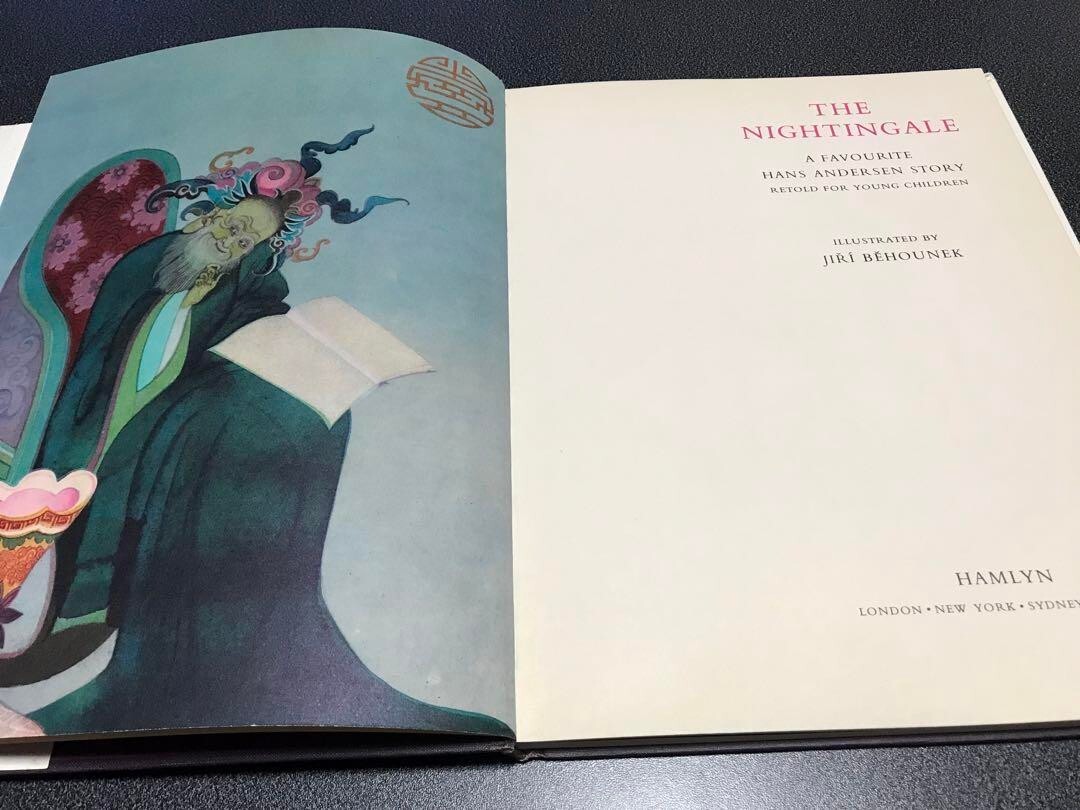 THE
NIGHTINGALE
A FAVOURITE
HANS ANDERSEN STORY
RETOLD FOR YOUNG CHILDREN
ILLUSTRATED BY
JIŘÍ BĚHOUNEK
HAMLYN
LONDON • NEW YORK • SYDNEY